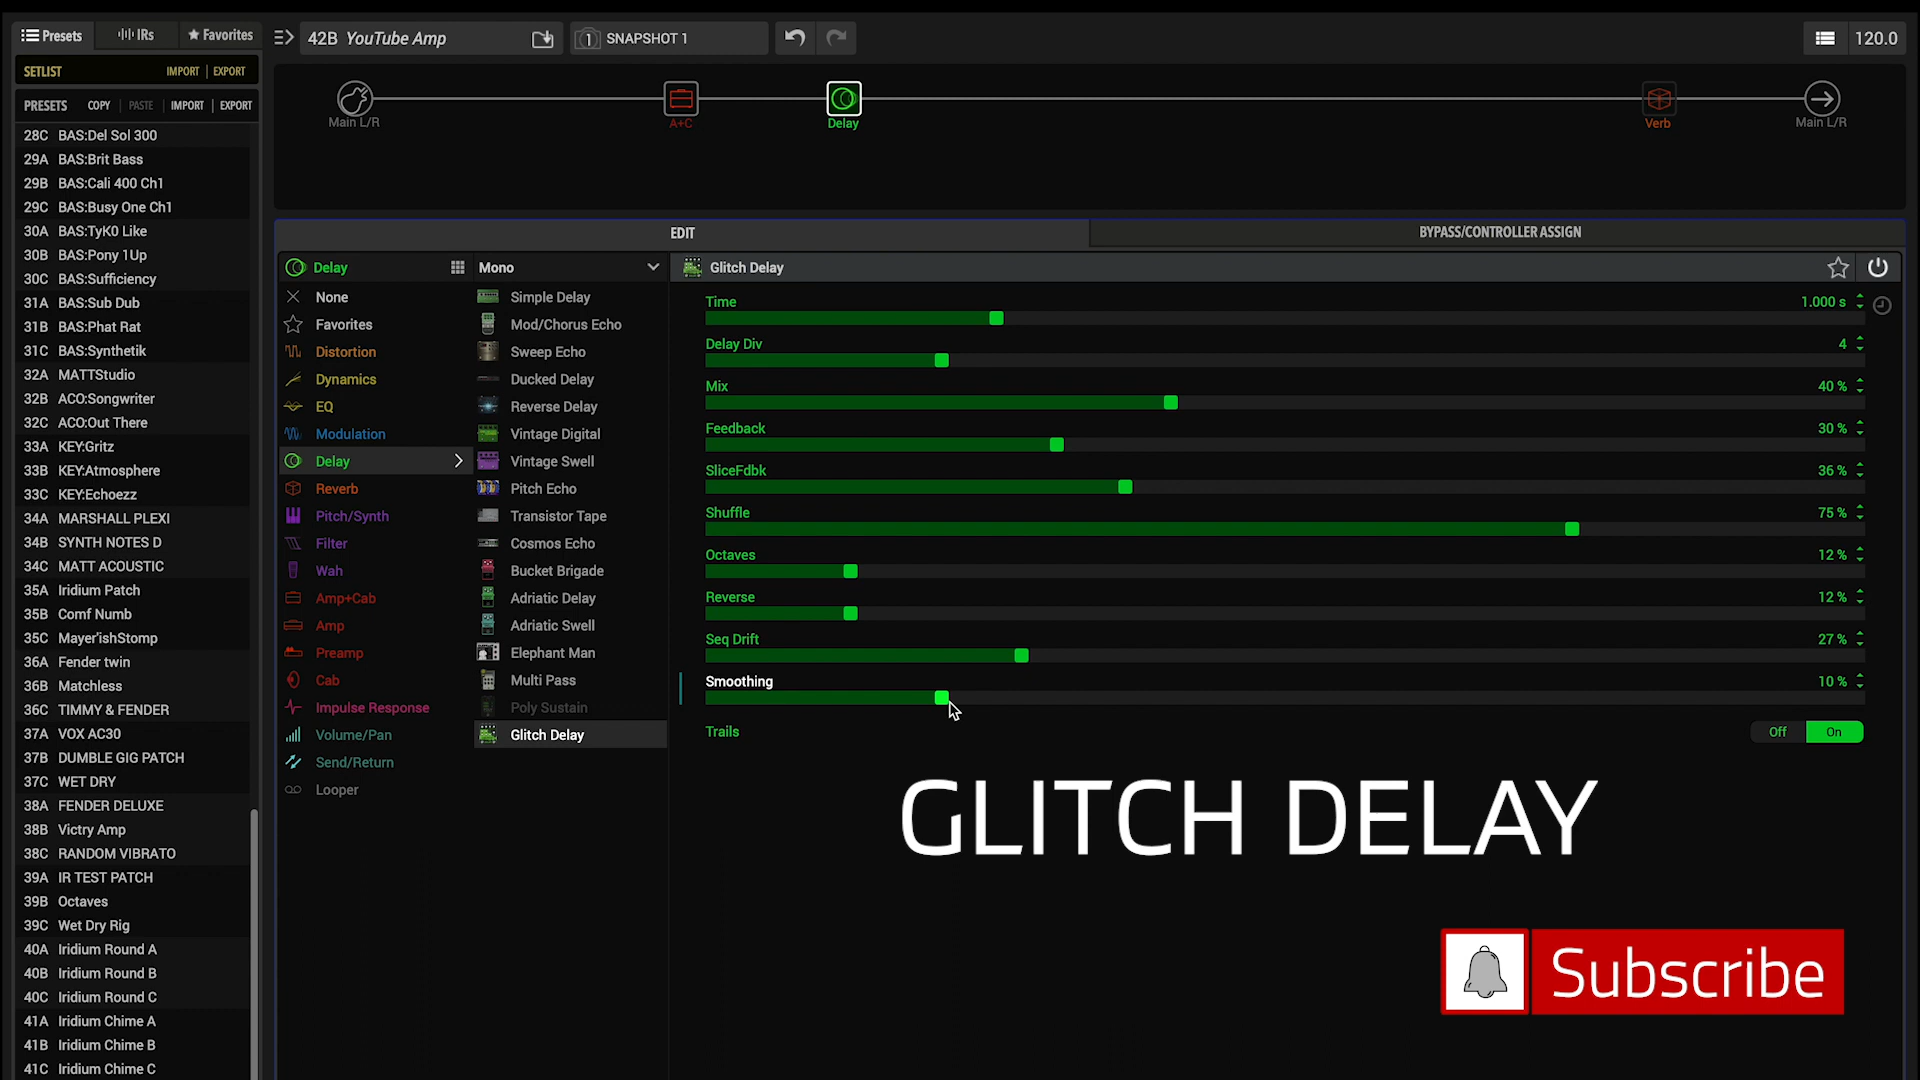 Presets
IRs
Favorites
42B YouTube Amp
1
SNAPSHOT 1
120.0
SETLIST
IMPORT
EXPORT
PRESETS
COPY
PASTE
IMPORT
EXPORT
28C BAS:Del Sol 300
29A BAS:Brit Bass
29B BAS:Cali 400 Ch1
29C BAS:Busy One Ch1
30A BAS:TyK0 Like
30B BAS:Pony 1Up
30C BAS:Sufficiency
31A BAS:Sub Dub
31B BAS:Phat Rat
31C BAS:Synthetik
32A MATTStudio
32B ACO:Songwriter
32C ACO:Out There
33A KEY:Gritz
33B KEY:Atmosphere
33C KEY:Echoezz
34A MARSHALL PLEXI
34B SYNTH NOTES D
34C MATT ACOUSTIC
35A Iridium Patch
35B Comf Numb
35C Mayer'ishStomp
36A Fender twin
36B Matchless
36C TIMMY & FENDER
37A VOX AC30
37B DUMBLE GIG PATCH
37C WET DRY
38A FENDER DELUXE
38B Victry Amp
38C RANDOM VIBRATO
39A IR TEST PATCH
39B Octaves
39C Wet Dry Rig
40A Iridium Round A
40B Iridium Round B
40C Iridium Round C
41A Iridium Chime A
41B Iridium Chime B
41C Iridium Chime C
Main L/R
A+C
Delay
Verb
Main L/R
EDIT
BYPASS/CONTROLLER ASSIGN
Delay
Mono
None
Favorites
Distortion
Dynamics
EQ
Modulation
Delay
Reverb
Pitch/Synth
Filter
Wah
Amp+Cab
Amp
Preamp
Cab
Impulse Response
Volume/Pan
Send/Return
Looper
Simple Delay
Mod/Chorus Echo
Sweep Echo
Ducked Delay
Reverse Delay
Vintage Digital
Vintage Swell
Pitch Echo
Transistor Tape
Cosmos Echo
Bucket Brigade
Adriatic Delay
Adriatic Swell
Elephant Man
Multi Pass
Poly Sustain
Glitch Delay
Glitch Delay
Time 1.000 s
Delay Div 4
Mix 40 %
Feedback 30 %
SliceFdbk 36 %
Shuffle 75 %
Octaves 12 %
Reverse 12 %
Seq Drift 27 %
Smoothing 10 %
Trails Off On
GLITCH DELAY
Subscribe